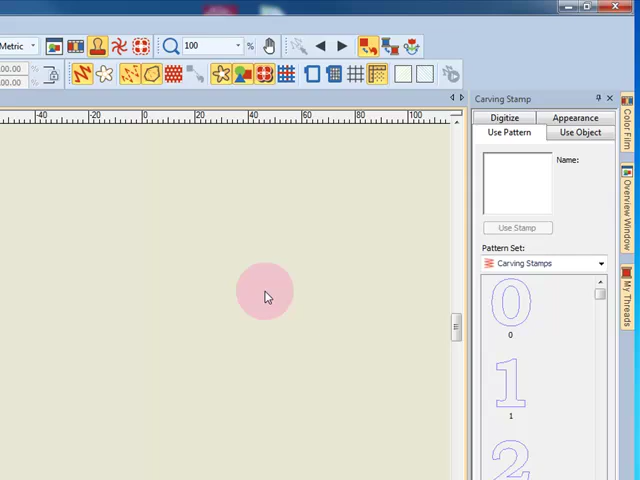 Metric
100
00.00
00.00
Carving Stamp
-40 -20 0 20 40 60 80 100
Digitize Appearance
Use Pattern Use Object
Name:
Use Stamp
Pattern Set:
Carving Stamps
0
0
1
1
2
Color Film
Overview Window
My Threads